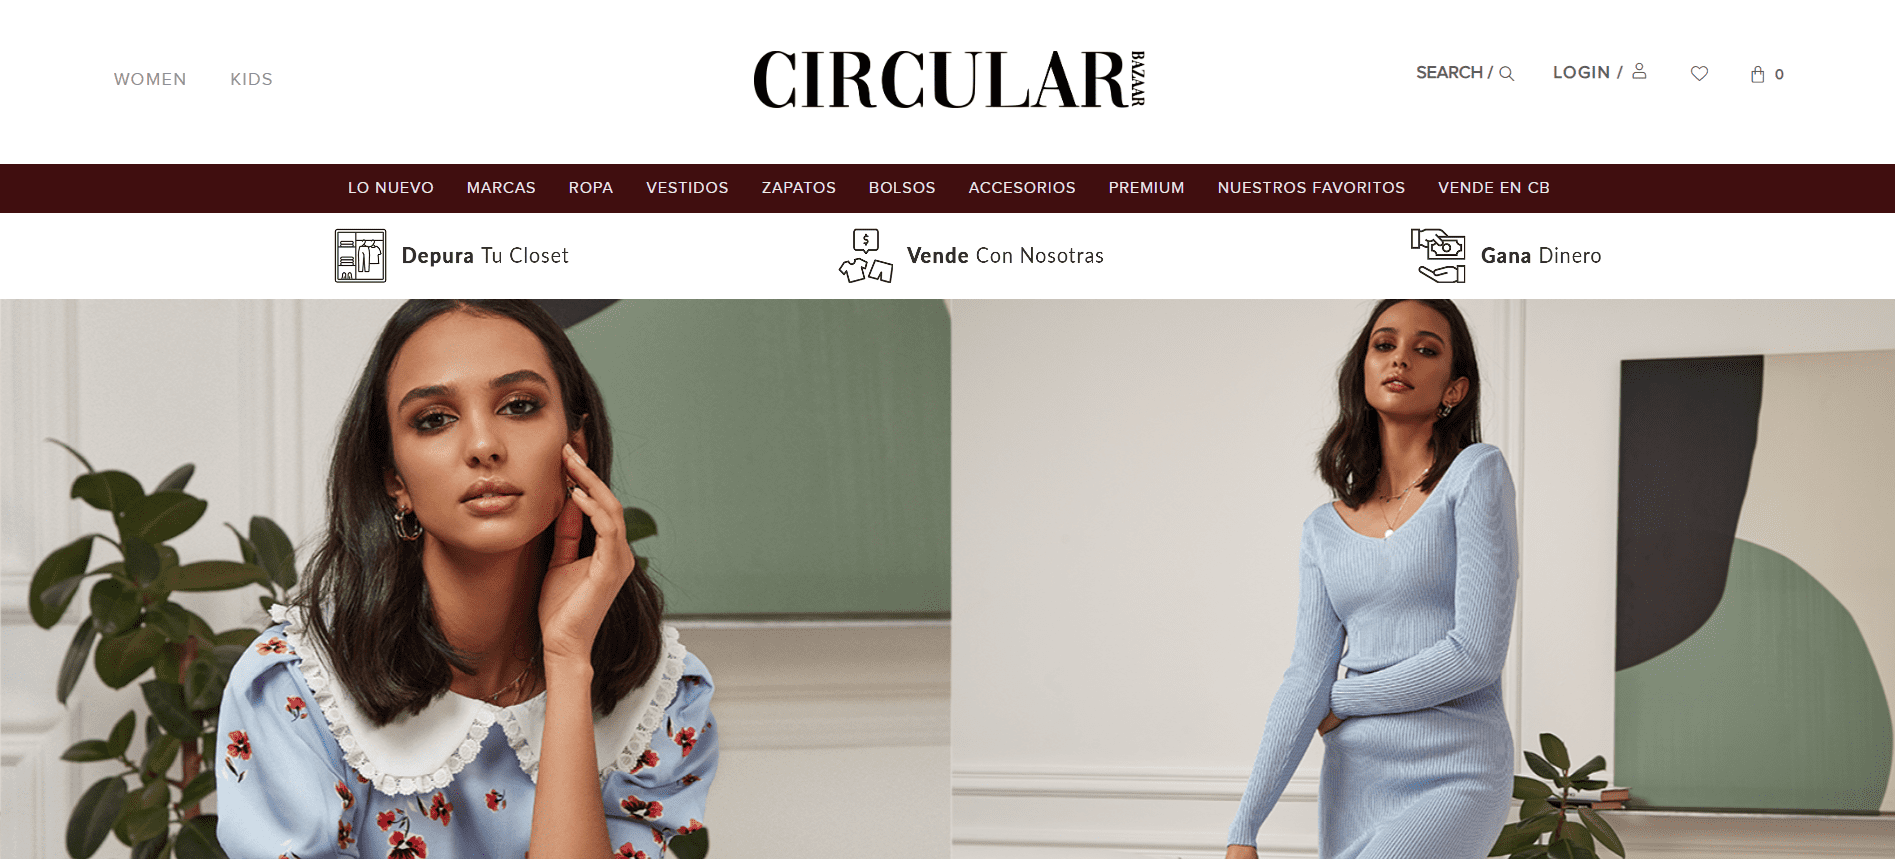 WOMEN KIDS
CIRCULAR BAZAAR
SEARCH / LOGIN / 0
LO NUEVO MARCAS ROPA VESTIDOS ZAPATOS BOLSOS ACCESORIOS PREMIUM NUESTROS FAVORITOS VENDE EN CB
Depura Tu Closet $ Vende Con Nosotras Gana Dinero